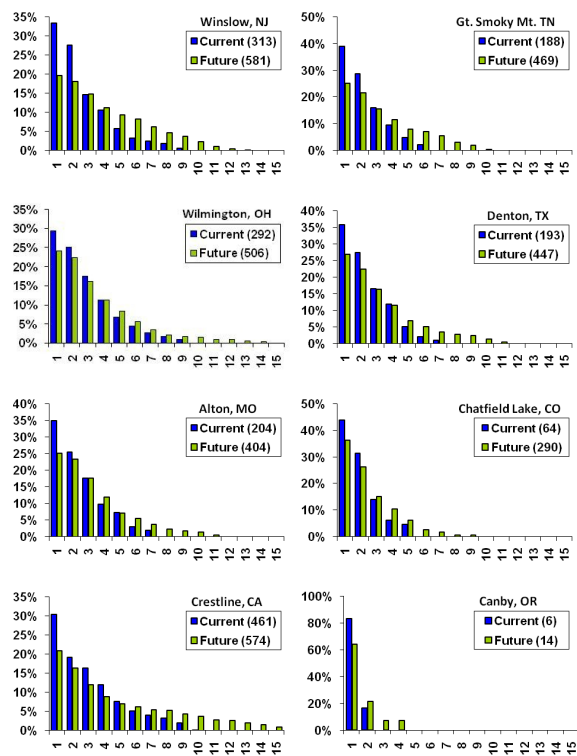 Winslow, NJ
Current (313)
Future (581)
35%
30%
25%
20%
15%
10%
5%
0%
1 2 3 4 5 6 7 8 9 10 11 12 13 14 15
Gt. Smoky Mt. TN
Current (188)
Future (469)
50%
40%
30%
20%
10%
0%
1 2 3 4 5 6 7 8 9 10 11 12 13 14 15
Wilmington, OH
Current (292)
Future (506)
35%
30%
25%
20%
15%
10%
5%
0%
1 2 3 4 5 6 7 8 9 10 11 12 13 14 15
Denton, TX
Current (193)
Future (447)
40%
35%
30%
25%
20%
15%
10%
5%
0%
1 2 3 4 5 6 7 8 9 10 11 12 13 14 15
Alton, MO
Current (204)
Future (404)
40%
35%
30%
25%
20%
15%
10%
5%
0%
1 2 3 4 5 6 7 8 9 10 11 12 13 14 15
Chatfield Lake, CO
Current (64)
Future (290)
50%
40%
30%
20%
10%
0%
1 2 3 4 5 6 7 8 9 10 11 12 13 14 15
Crestline, CA
Current (461)
Future (574)
35%
30%
25%
20%
15%
10%
5%
0%
1 2 3 4 5 6 7 8 9 10 11 12 13 14 15
Canby, OR
Current (6)
Future (14)
100%
80%
60%
40%
20%
0%
1 2 3 4 5 6 7 8 9 10 11 12 13 14 15